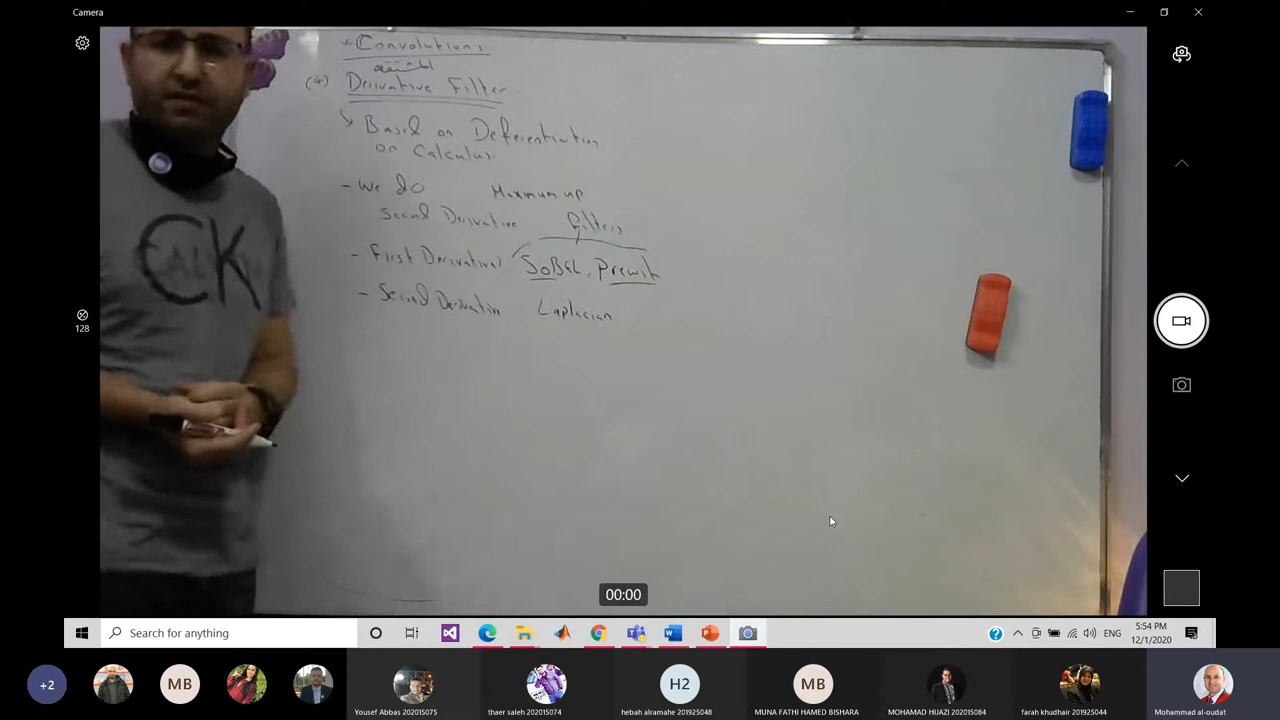 Camera
* Convolutions
المشتقة
(4) Derivative Filter
Based on Deferentiation
on Calculus.
- We do Maximum up
Second Derivative Filters
- First Derivative SOBEL, Prewit
- Second Derivative - Laplacian
CK
128
00:00
Search for anything
W
P
ENG
5:54 PM
12/1/2020
+2
MB
Yousef Abbas 202015075
thaer saleh 202015074
H2
hebah alramahe 201925048
MB
MUNA FATHI HAMED BISHARA
MOHAMAD HIJAZI 202015084
farah khudhair 201925044
Mohammad al-oudat